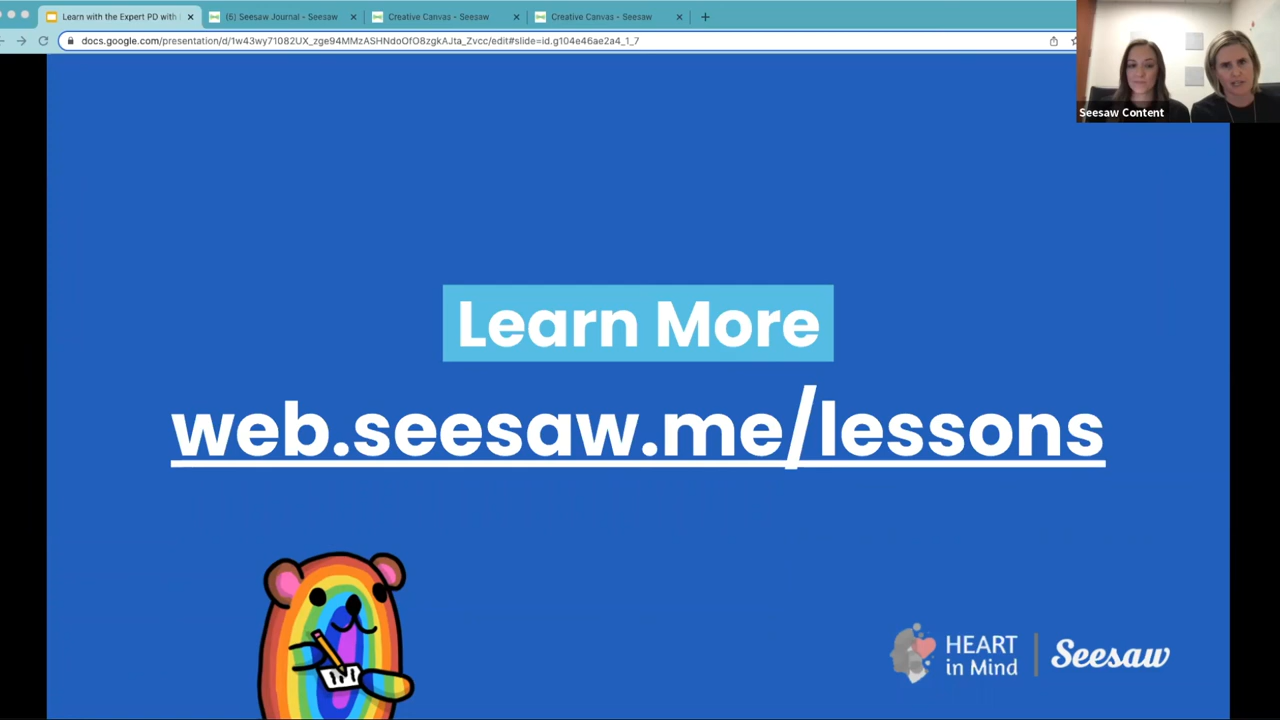 Learn with the Expert PD with
(5) Seesaw Journal - Seesaw
Creative Canvas - Seesaw
Creative Canvas - Seesaw
docs.google.com/presentation/d/1w43wy71082UX_zge94MMzASHNdoOfO8zgkAJta_Zvcc/edit#slide=id.g104e46ae2a4_1_7
Seesaw Content
Learn More
web.seesaw.me/lessons
HEART
in Mind
Seesaw